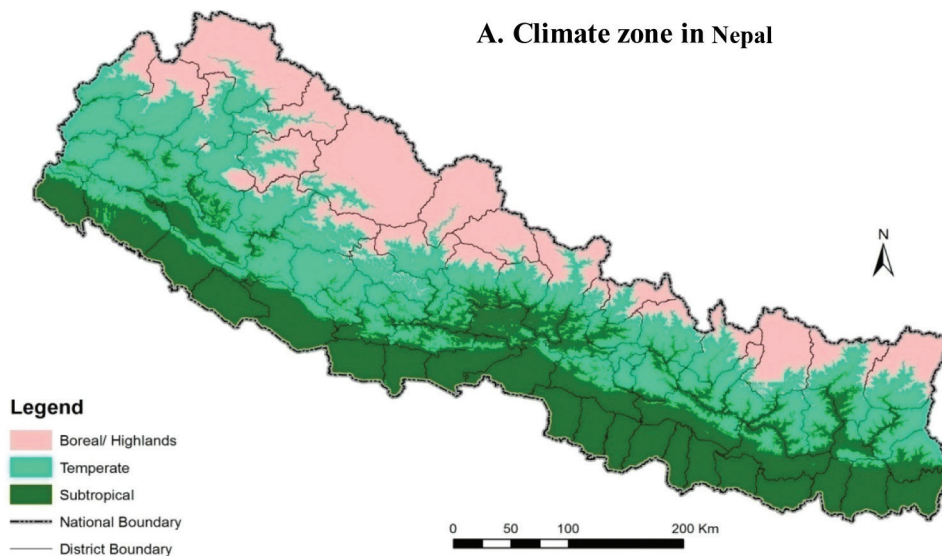 A. Climate zone in Nepal
N
Legend
Boreal/ Highlands
Temperate
Subtropical
National Boundary
District Boundary
0 50 100 200 Km